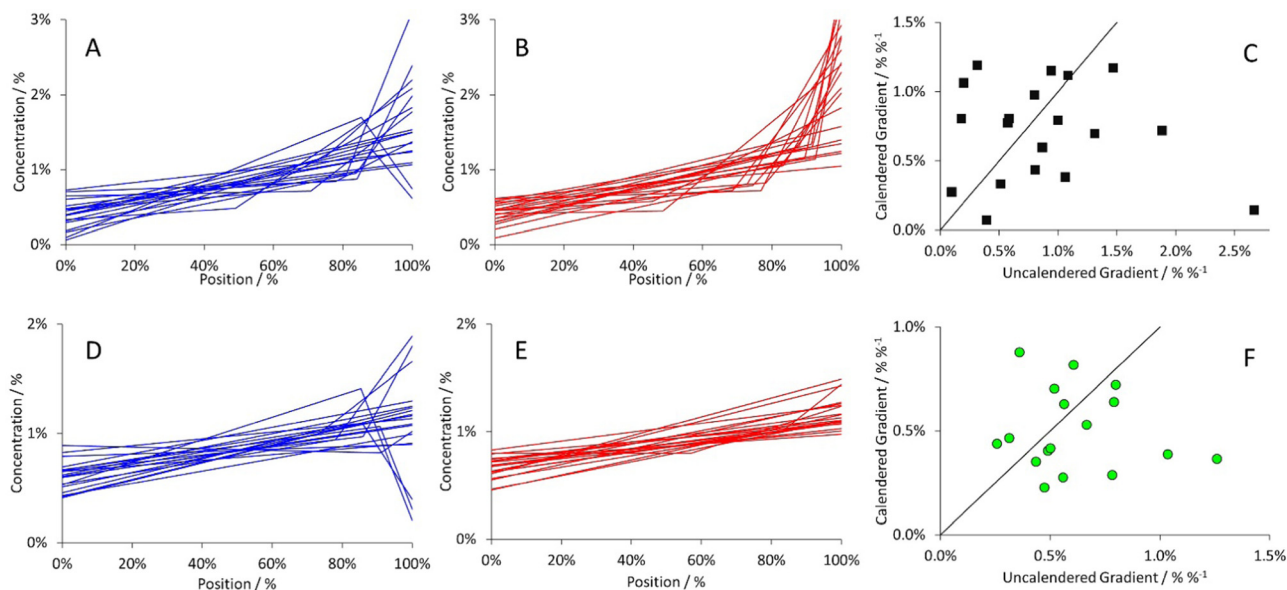 A
Concentration / %
3%
2%
1%
0%
0% 20% 40% 60% 80% 100%
Position / %
B
Concentration / %
3%
2%
1%
0%
0% 20% 40% 60% 80% 100%
Position / %
C
Calendered Gradient / % %⁻¹
1.5%
1.0%
0.5%
0.0%
0.0% 0.5% 1.0% 1.5% 2.0% 2.5%
Uncalendered Gradient / % %⁻¹
D
Concentration / %
2%
1%
0%
0% 20% 40% 60% 80% 100%
Position / %
E
Concentration / %
2%
1%
0%
0% 20% 40% 60% 80% 100%
Position / %
F
Calendered Gradient / % %⁻¹
1.0%
0.5%
0.0%
0.0% 0.5% 1.0% 1.5%
Uncalendered Gradient / % %⁻¹